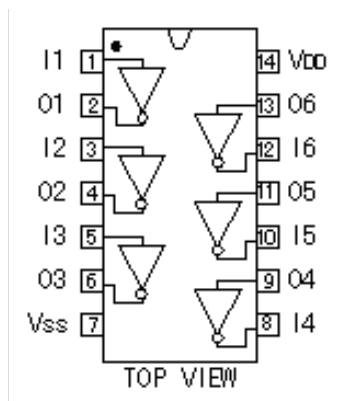 I1 1 14 VDD
O1 2 13 O6
I2 3 12 I6
O2 4 11 O5
I3 5 10 I5
O3 6 9 O4
Vss 7 8 I4
TOP VIEW